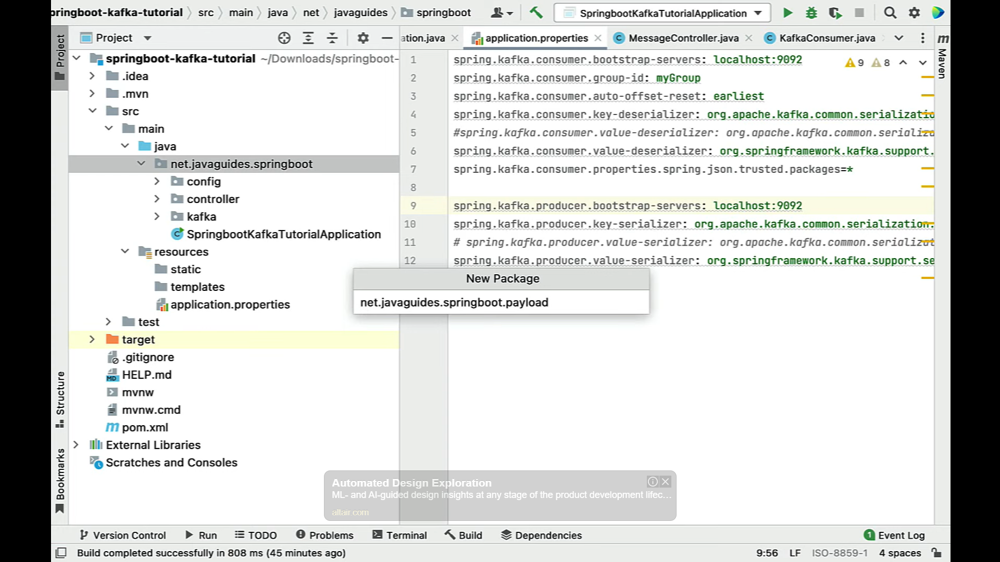 pringboot-kafka-tutorial src main java net javaguides springboot SpringbootKafkaTutorialApplication
Project
Project
ation.java application.properties MessageController.java KafkaConsumer.java
m
Maven
springboot-kafka-tutorial ~/Downloads/springboot-
.idea
.mvn
src
main
java
net.javaguides.springboot
config
controller
kafka
SpringbootKafkaTutorialApplication
resources
static
templates
application.properties
test
target
.gitignore
HELP.md
mvnw
mvnw.cmd
pom.xml
External Libraries
Scratches and Consoles
Structure
Bookmarks
1 spring.kafka.consumer.bootstrap-servers: localhost:9092
9 8
2 spring.kafka.consumer.group-id: myGroup
3 spring.kafka.consumer.auto-offset-reset: earliest
4 spring.kafka.consumer.key-deserializer: org.apache.kafka.common.serializatio
5 #spring.kafka.consumer.value-deserializer: org.apache.kafka.common.serializa
6 spring.kafka.consumer.value-deserializer: org.springframework.kafka.support.
7 spring.kafka.consumer.properties.spring.json.trusted.packages=*
8
9 spring.kafka.producer.bootstrap-servers: localhost:9092
10 spring.kafka.producer.key-serializer: org.apache.kafka.common.serialization.
11 # spring.kafka.producer.value-serializer: org.apache.kafka.common.serializat
12 spring.kafka.producer.value-serializer: org.springframework.kafka.support.se
New Package
net.javaguides.springboot.payload
Automated Design Exploration
ML- and AI-guided design insights at any stage of the product development lifec...
altair.com
Version Control Run TODO Problems Terminal Build Dependencies 1 Event Log
Build completed successfully in 808 ms (45 minutes ago) 9:56 LF ISO-8859-1 4 spaces